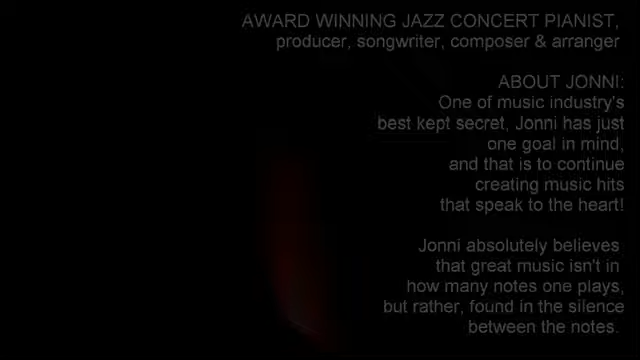 AWARD WINNING JAZZ CONCERT PIANIST,
producer, songwriter, composer & arranger
ABOUT JONNI:
One of music industry's
best kept secret, Jonni has just
one goal in mind,
and that is to continue
creating music hits
that speak to the heart!
Jonni absolutely believes
that great music isn't in
how many notes one plays,
but rather, found in the silence
between the notes.